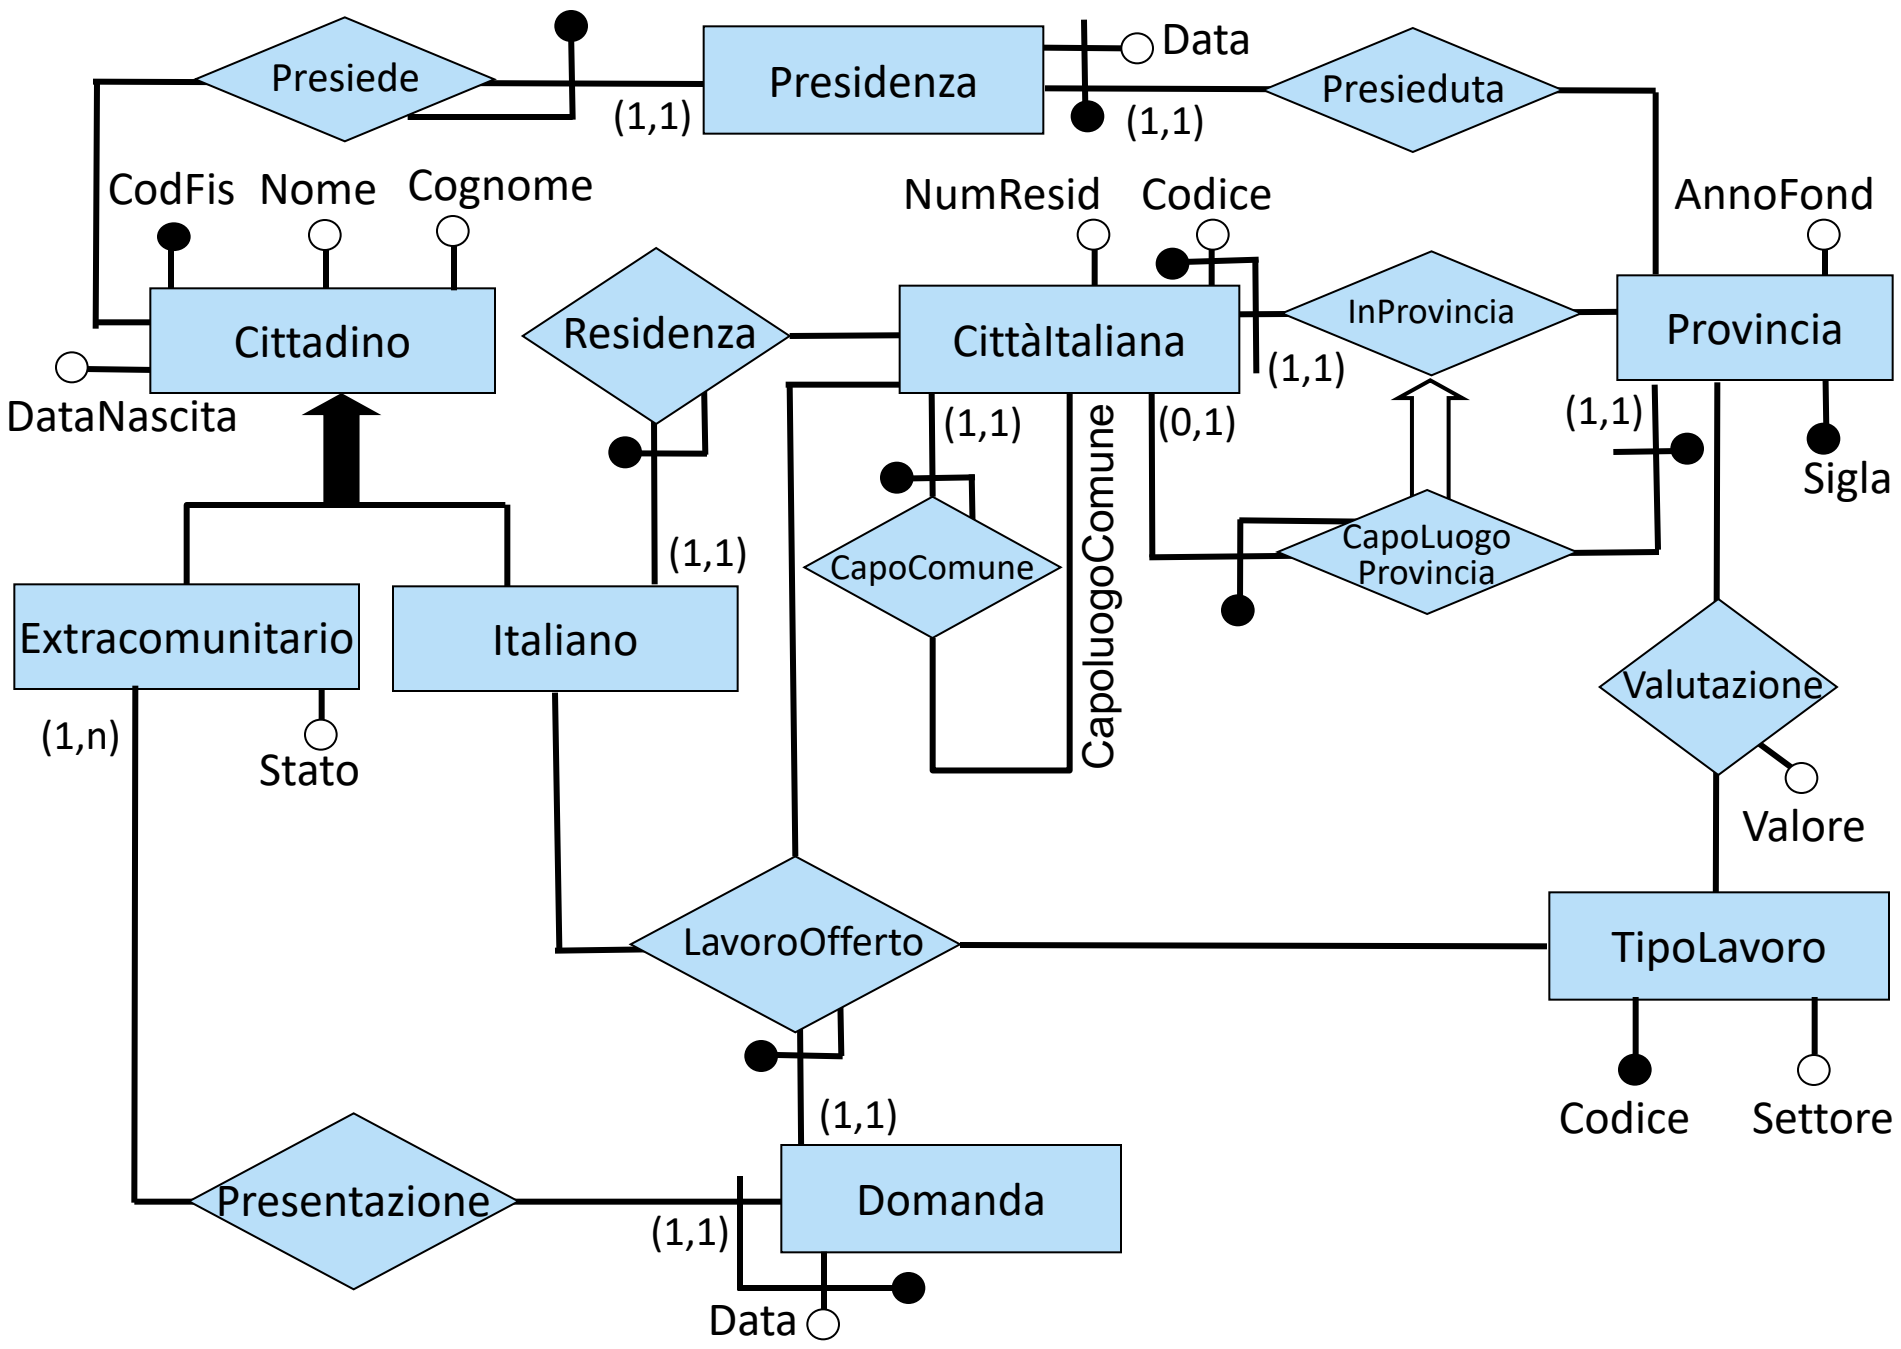 Presiede
Presidenza
Data
Presieduta
(1,1)
(1,1)
CodFis
Nome
Cognome
NumResid
Codice
AnnoFond
Cittadino
Residenza
CittàItaliana
InProvincia
Provincia
DataNascita
(1,1)
(1,1)
(0,1)
(1,1)
CapoluogoComune
Sigla
(1,1)
CapoComune
CapoLuogo
Provincia
Extracomunitario
Italiano
Valutazione
(1,n)
Stato
Valore
LavoroOfferto
TipoLavoro
(1,1)
Codice
Settore
Presentazione
Domanda
(1,1)
Data